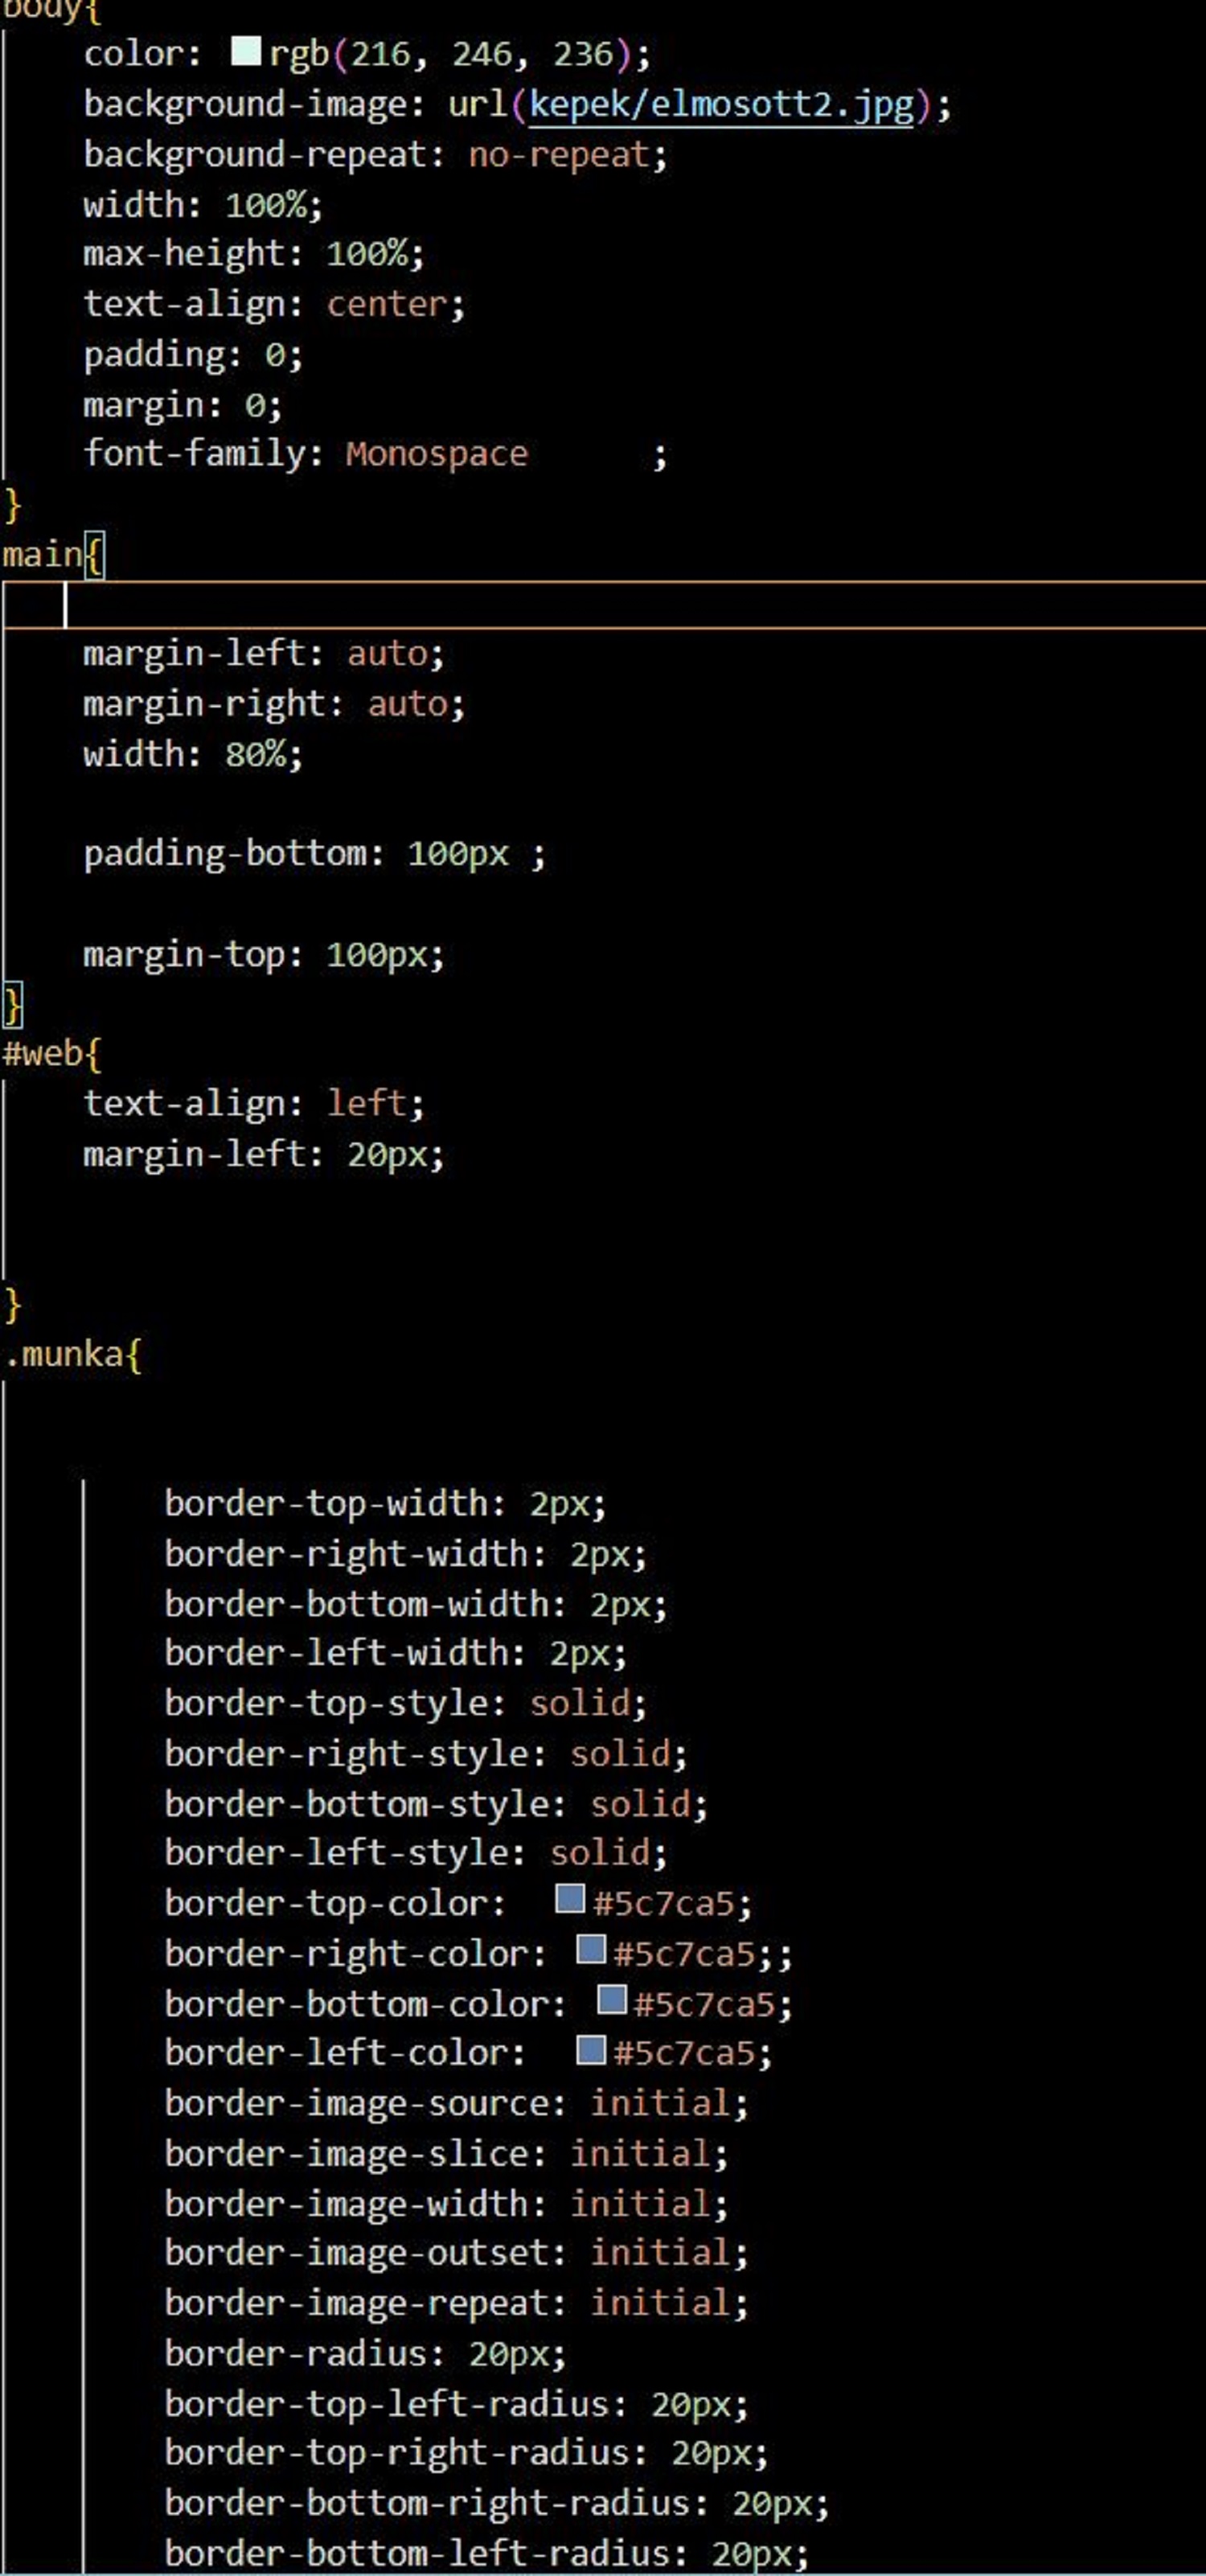 body{
    color: rgb(216, 246, 236);
    background-image: url(kepek/elmosott2.jpg);
    background-repeat: no-repeat;
    width: 100%;
    max-height: 100%;
    text-align: center;
    padding: 0;
    margin: 0;
    font-family: Monospace      ;
}
main{
    margin-left: auto;
    margin-right: auto;
    width: 80%;
    padding-bottom: 100px ;
    margin-top: 100px;
}
#web{
    text-align: left;
    margin-left: 20px;
}
.munka{
        border-top-width: 2px;
        border-right-width: 2px;
        border-bottom-width: 2px;
        border-left-width: 2px;
        border-top-style: solid;
        border-right-style: solid;
        border-bottom-style: solid;
        border-left-style: solid;
        border-top-color:  #5c7ca5;
        border-right-color: #5c7ca5;;
        border-bottom-color: #5c7ca5;
        border-left-color:  #5c7ca5;
        border-image-source: initial;
        border-image-slice: initial;
        border-image-width: initial;
        border-image-outset: initial;
        border-image-repeat: initial;
        border-radius: 20px;
        border-top-left-radius: 20px;
        border-top-right-radius: 20px;
        border-bottom-right-radius: 20px;
        border-bottom-left-radius: 20px;